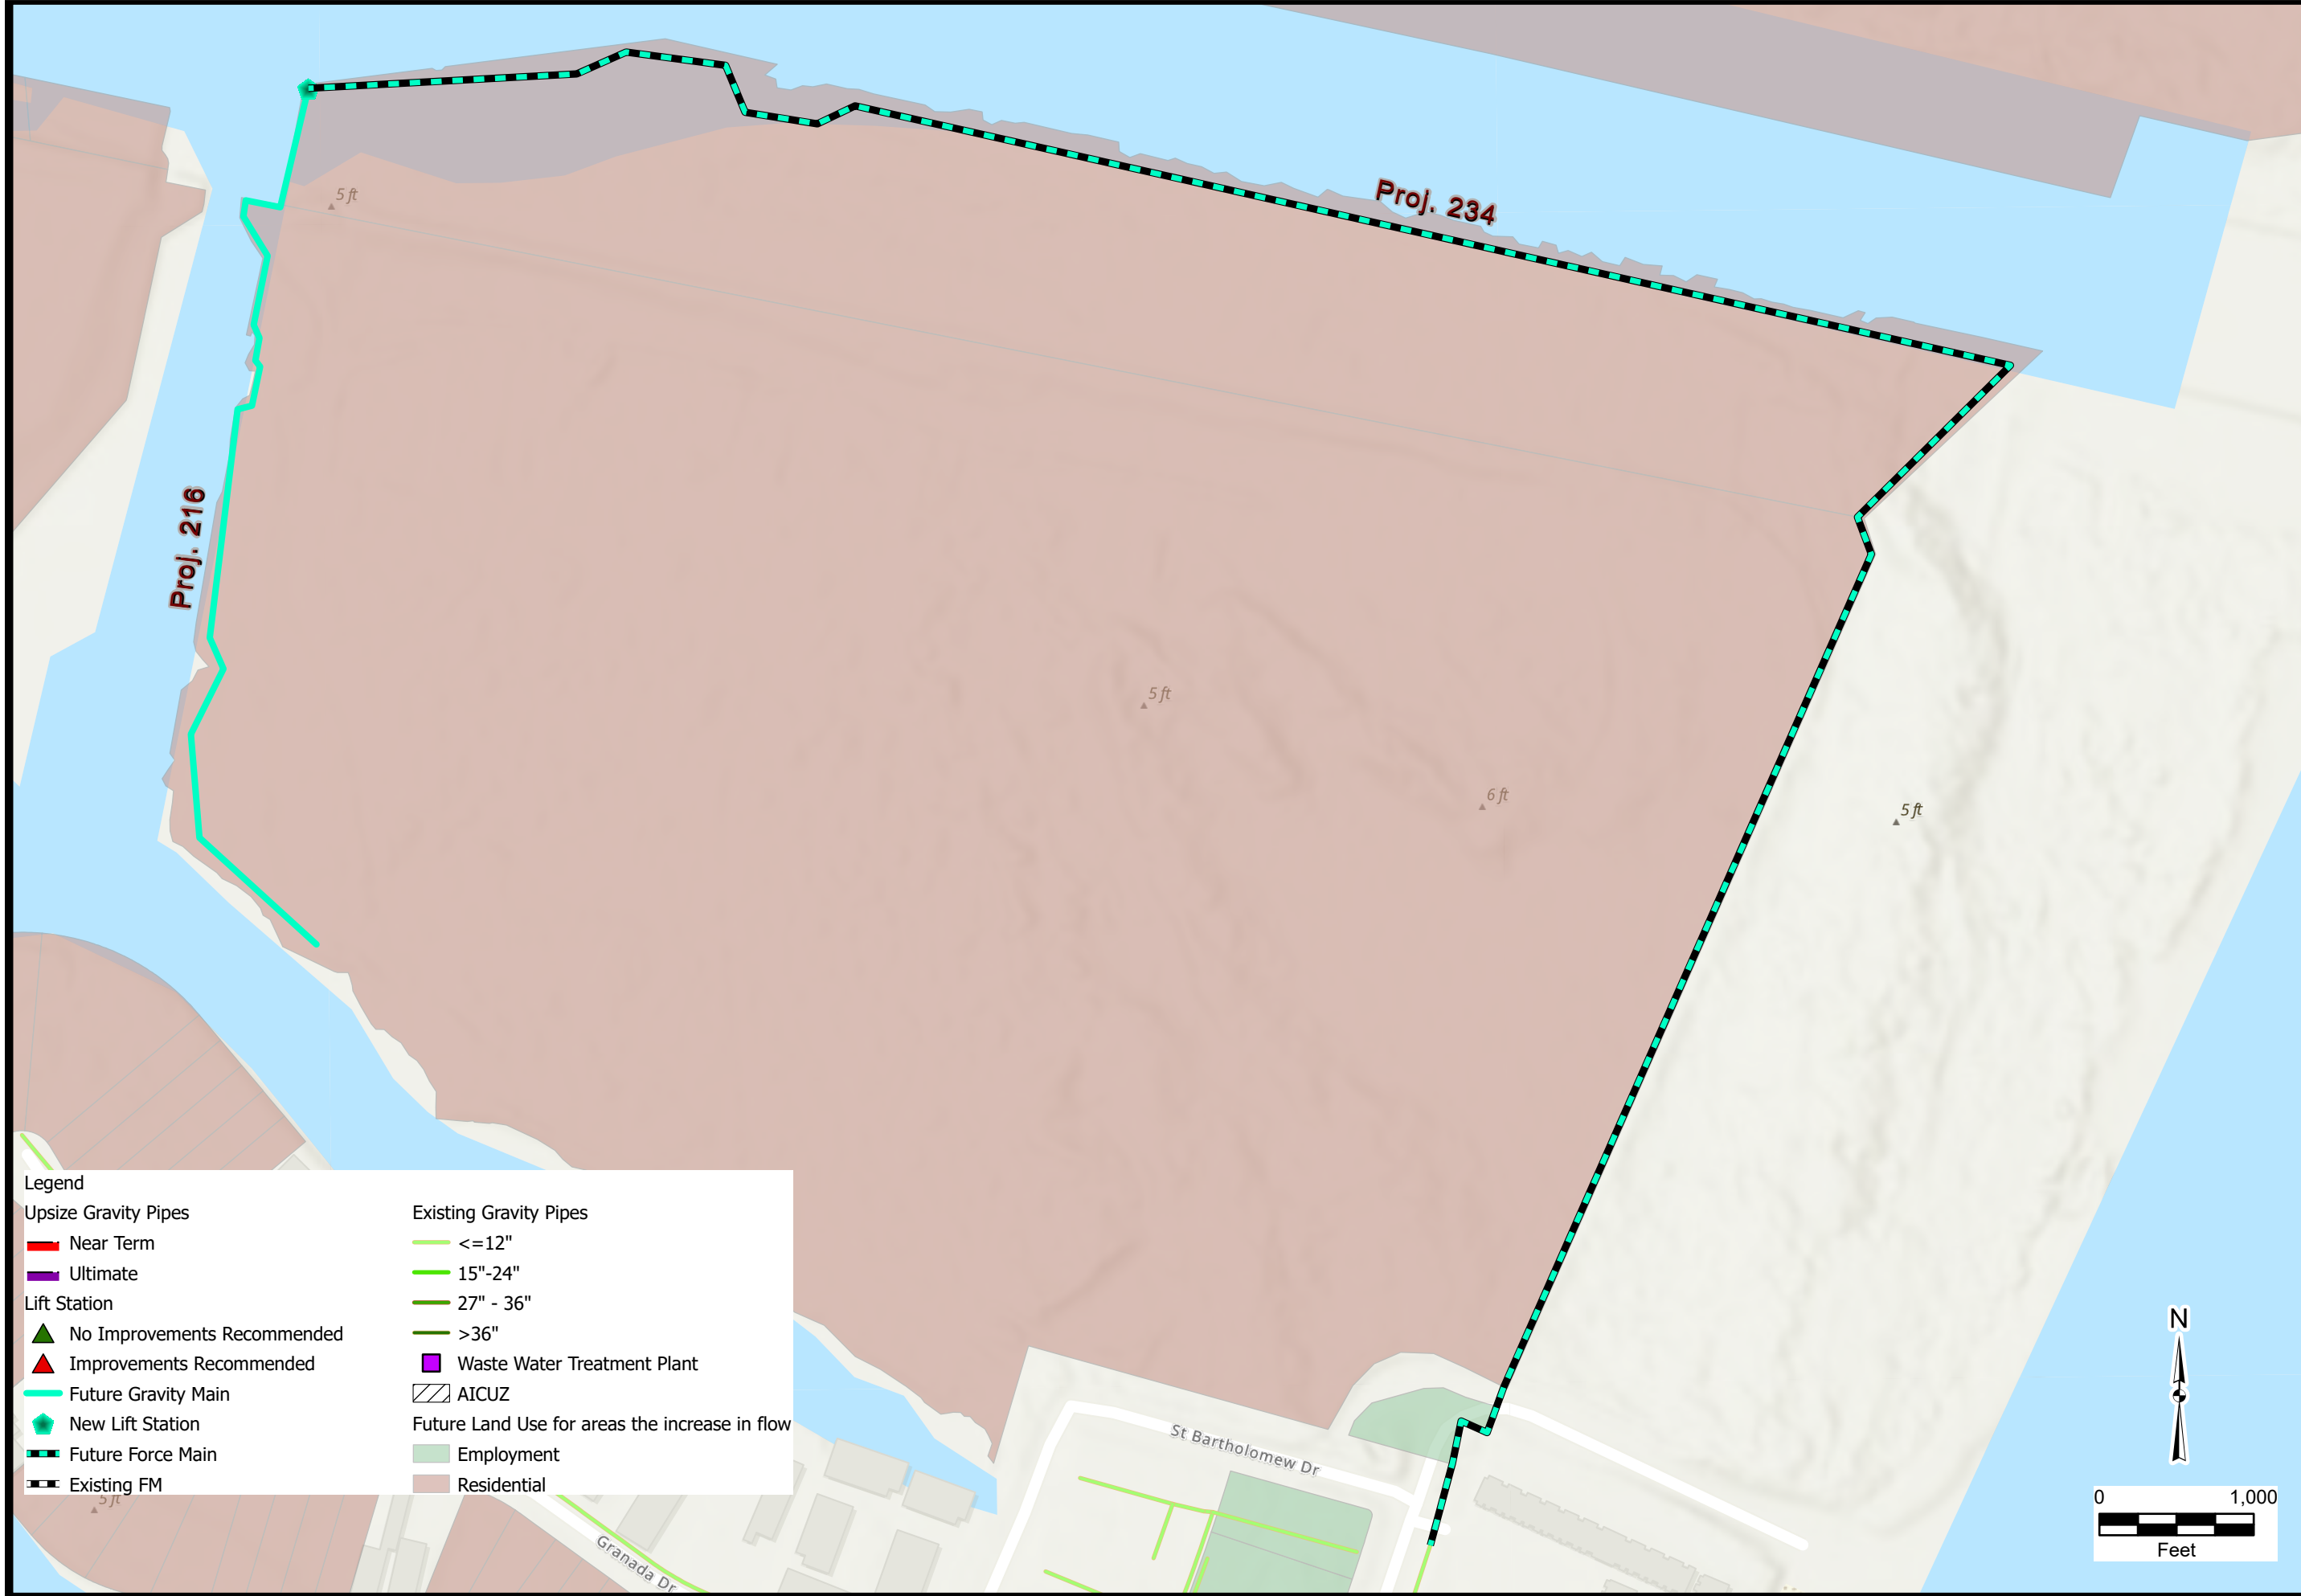 Proj. 234
5 ft
Proj. 216
5 ft
6 ft
5 ft
St Bartholomew Dr
Granada Dr
5 ft
Legend
Upsize Gravity Pipes
Near Term
Ultimate
Lift Station
No Improvements Recommended
Improvements Recommended
Future Gravity Main
New Lift Station
Future Force Main
Existing FM
Existing Gravity Pipes
<=12"
15"-24"
27" - 36"
>36"
Waste Water Treatment Plant
AICUZ
Future Land Use for areas the increase in flow
Employment
Residential
N
0 1,000
Feet